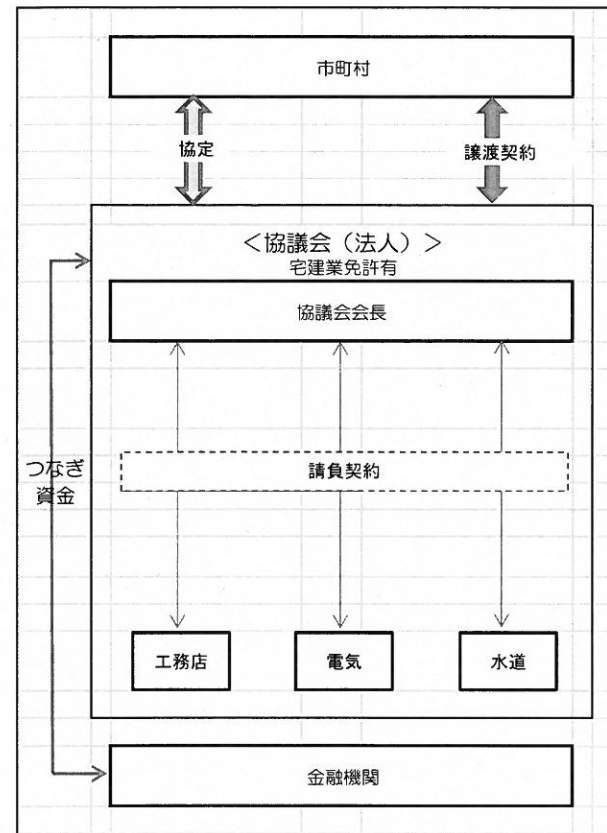 市町村
協定
譲渡契約
＜協議会（法人）＞
宅建業免許有
協議会会長
つなぎ
資金
請負契約
工務店
電気
水道
金融機関